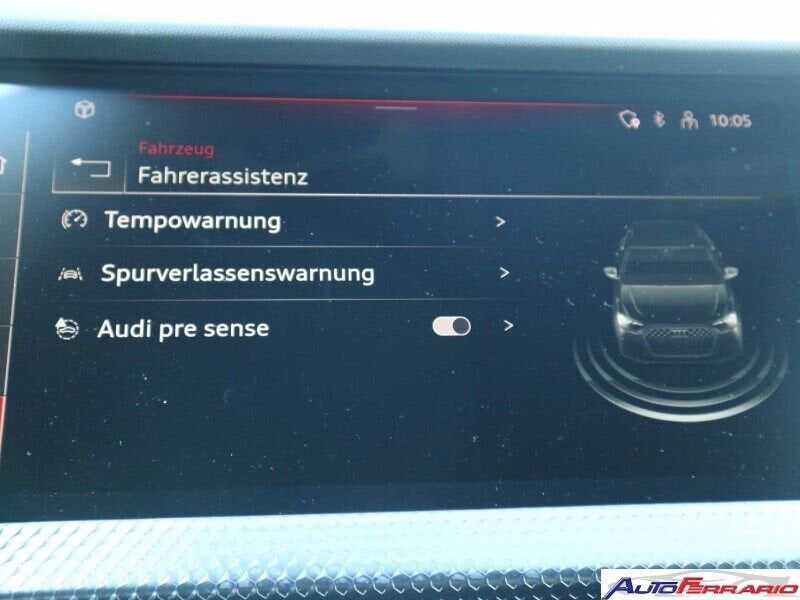 10:05
Fahrzeug
Fahrerassistenz
Tempowarnung
Spurverlassenswarnung
Audi pre sense
AUTOFERRARIO